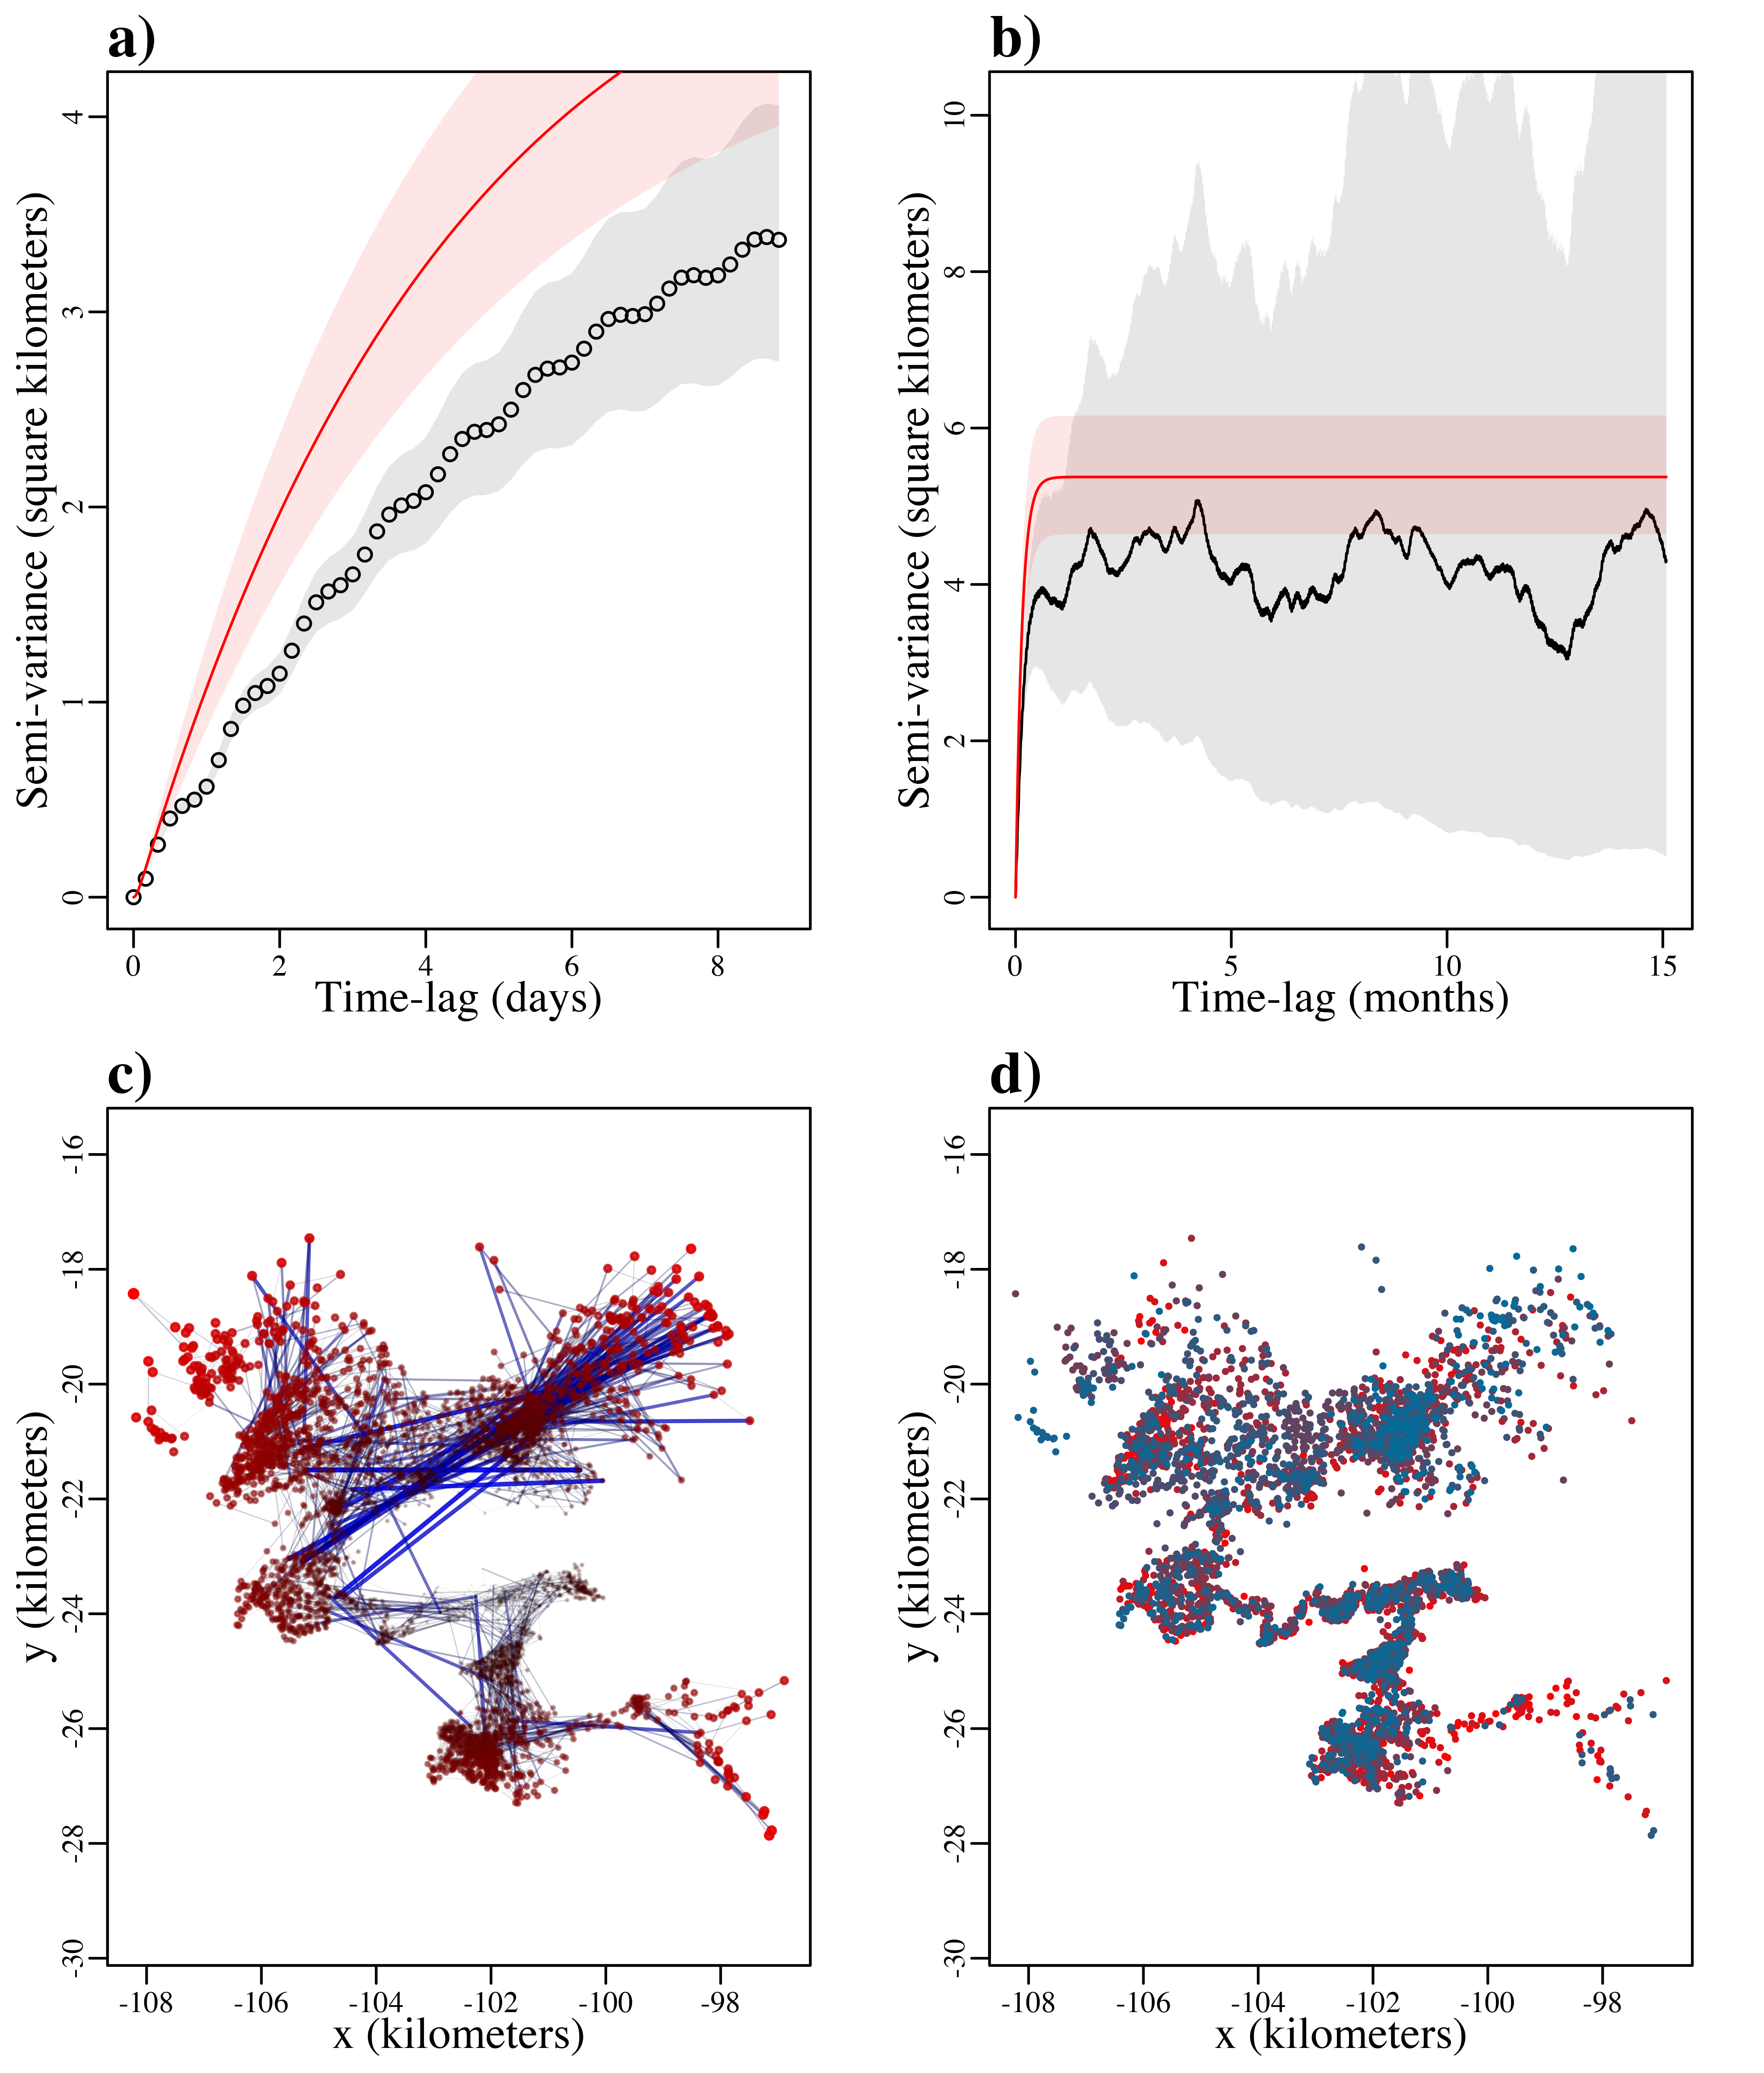 a)
Semi-variance (square kilometers)
4
3
2
1
0
0 2 4 6 8
Time-lag (days)
b)
Semi-variance (square kilometers)
10
8
6
4
2
0
0 5 10 15
Time-lag (months)
c)
y (kilometers)
-16
-18
-20
-22
-24
-26
-28
-30
-108 -106 -104 -102 -100 -98
x (kilometers)
d)
y (kilometers)
-16
-18
-20
-22
-24
-26
-28
-30
-108 -106 -104 -102 -100 -98
x (kilometers)